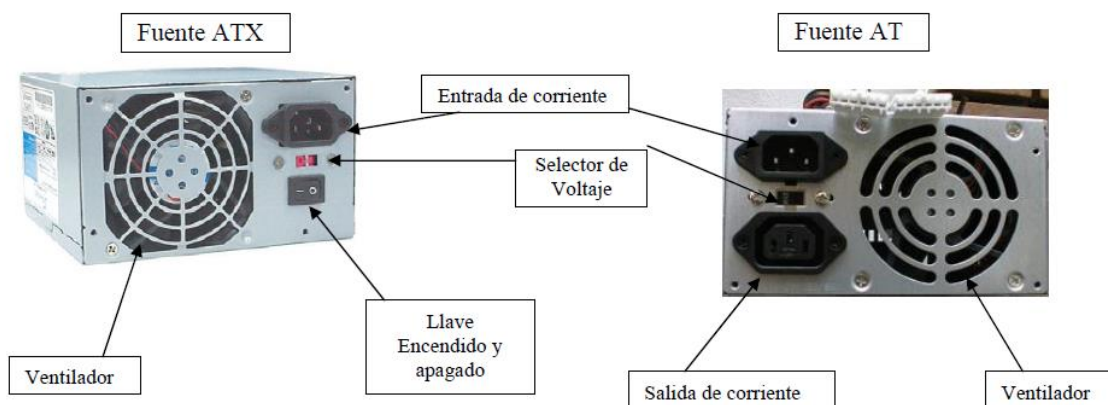 Fuente ATX
Fuente AT
Entrada de corriente
Selector de
Voltaje
Llave
Encendido y
apagado
Ventilador
Salida de corriente
Ventilador